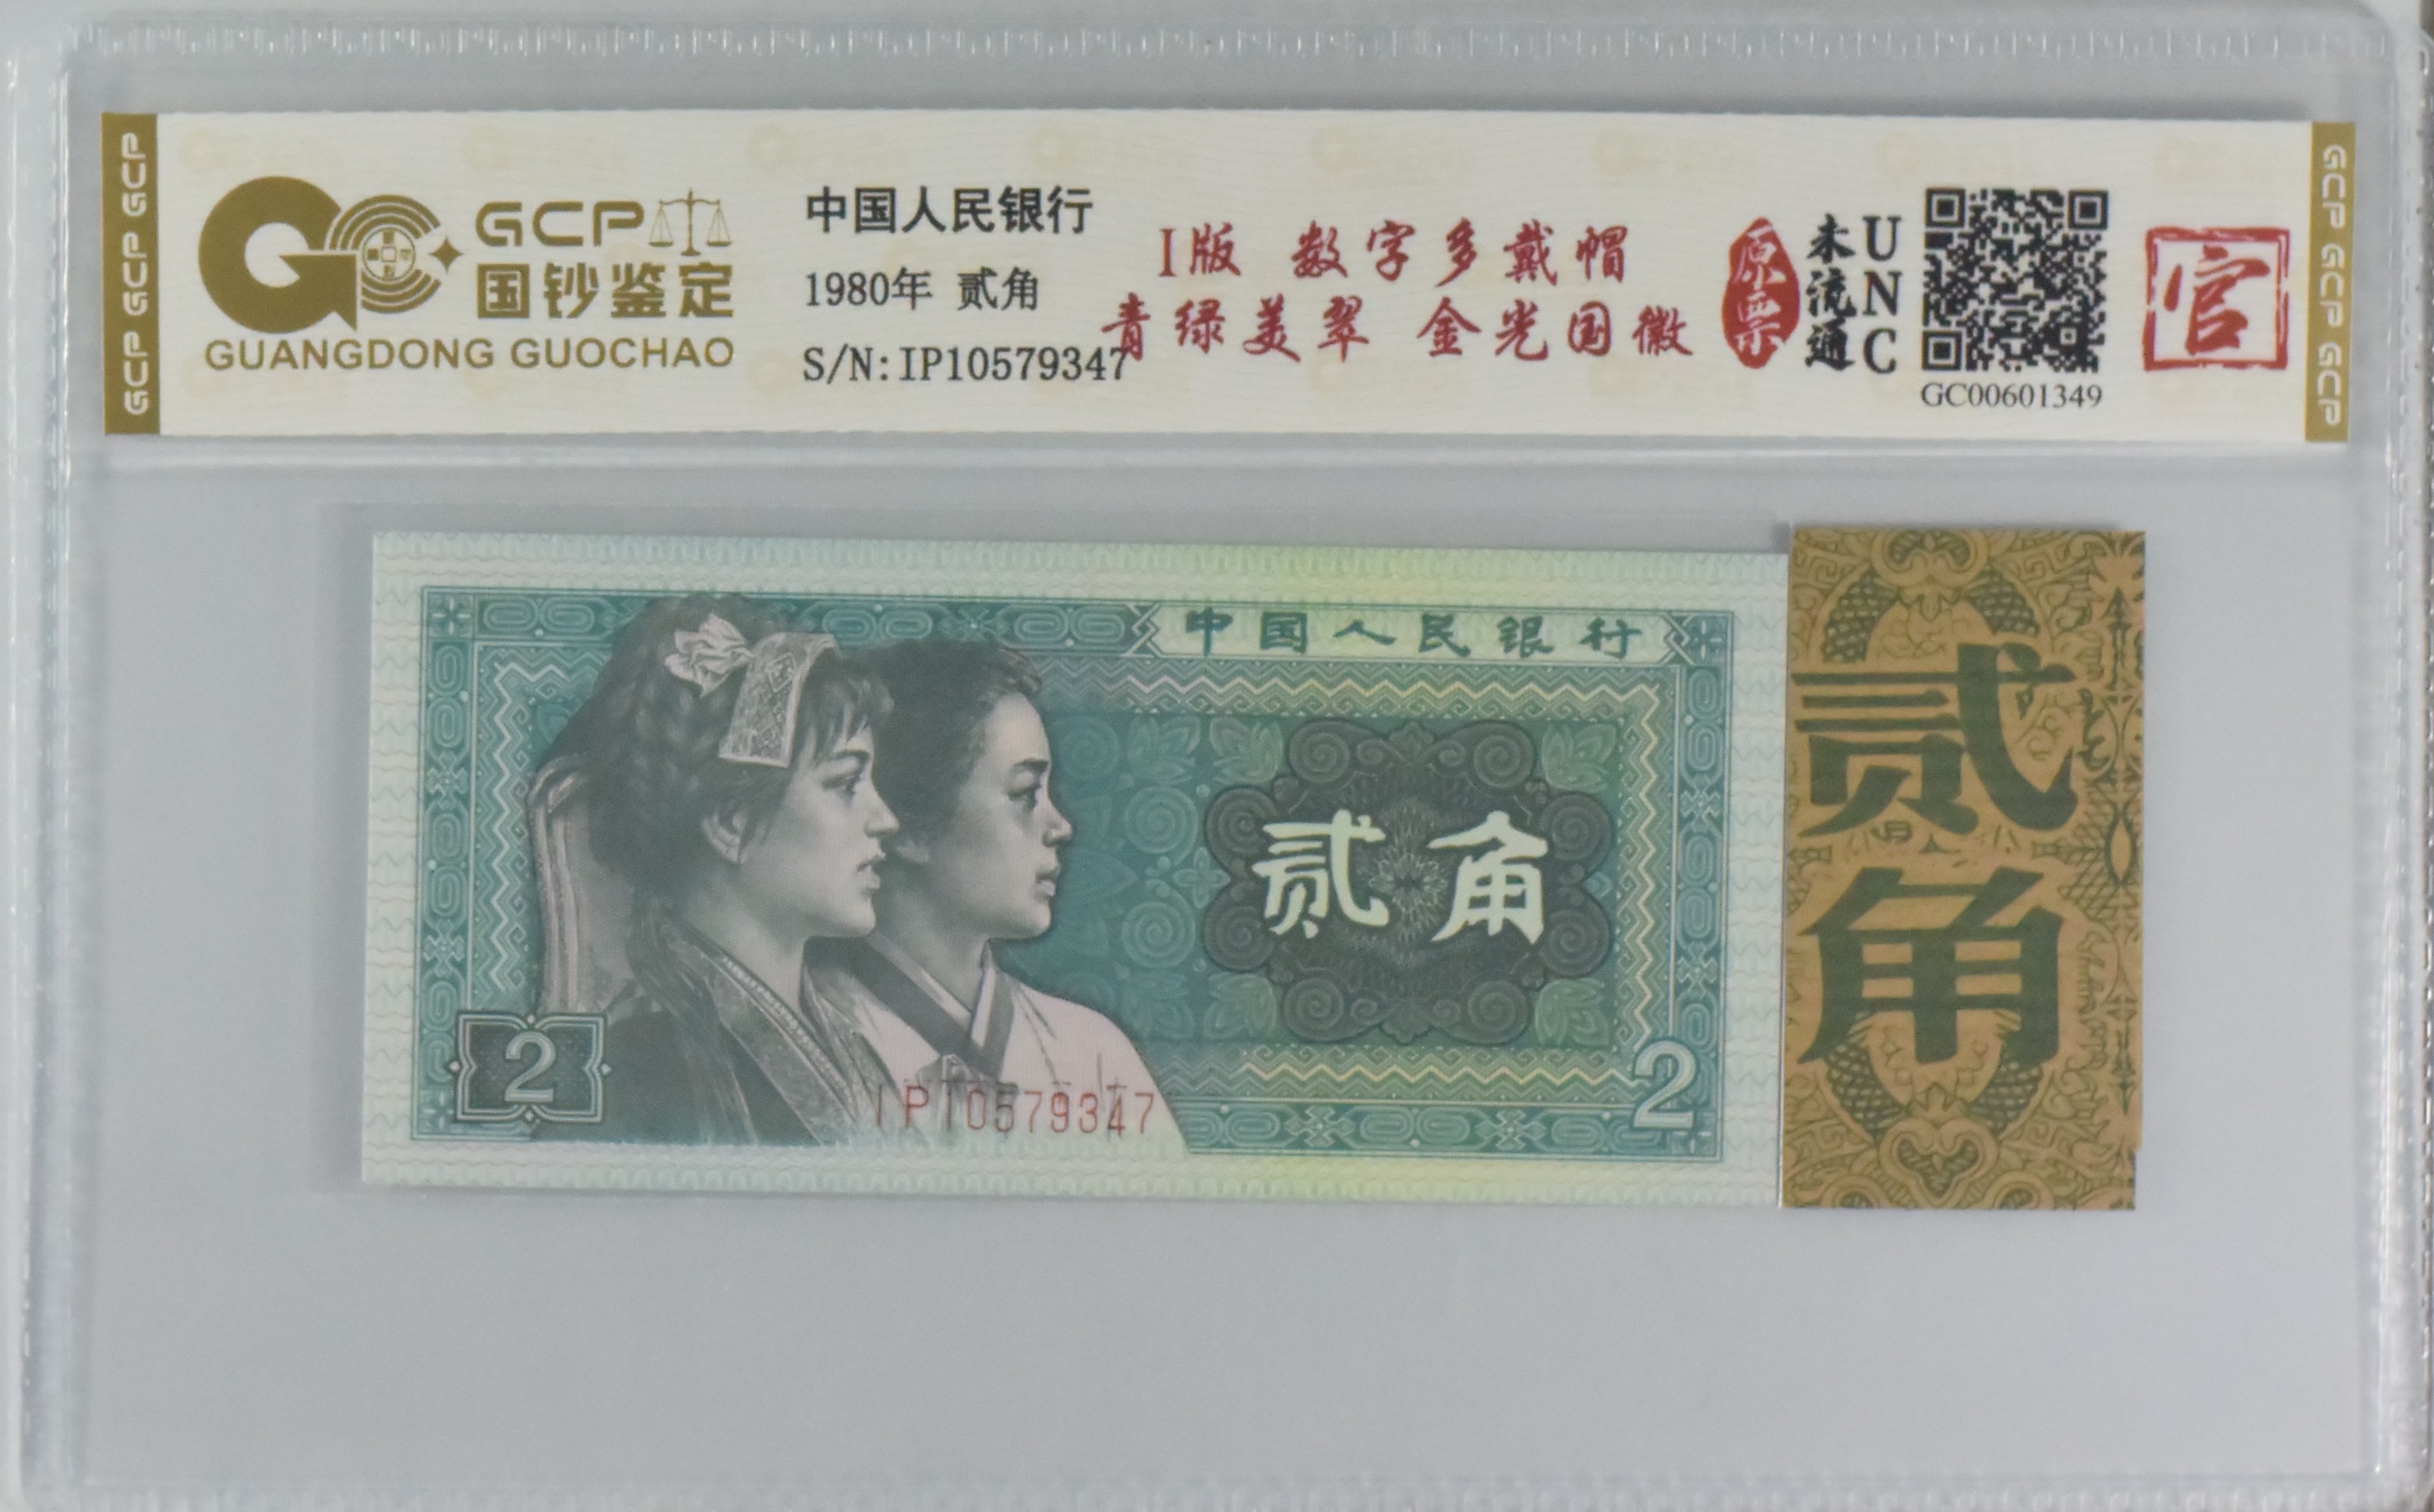 GCP GCP GCP
GCP
国钞鉴定
GUANGDONG GUOCHAO
中国人民银行
1980年 贰角
S/N:IP10579347
I版 数字多戴帽
青绿美翠 金光国徽
原票
未流通
UNC
GC00601349
官
GCP GCP GCP
中国人民银行
贰角
2
IP10579347
2
贰角